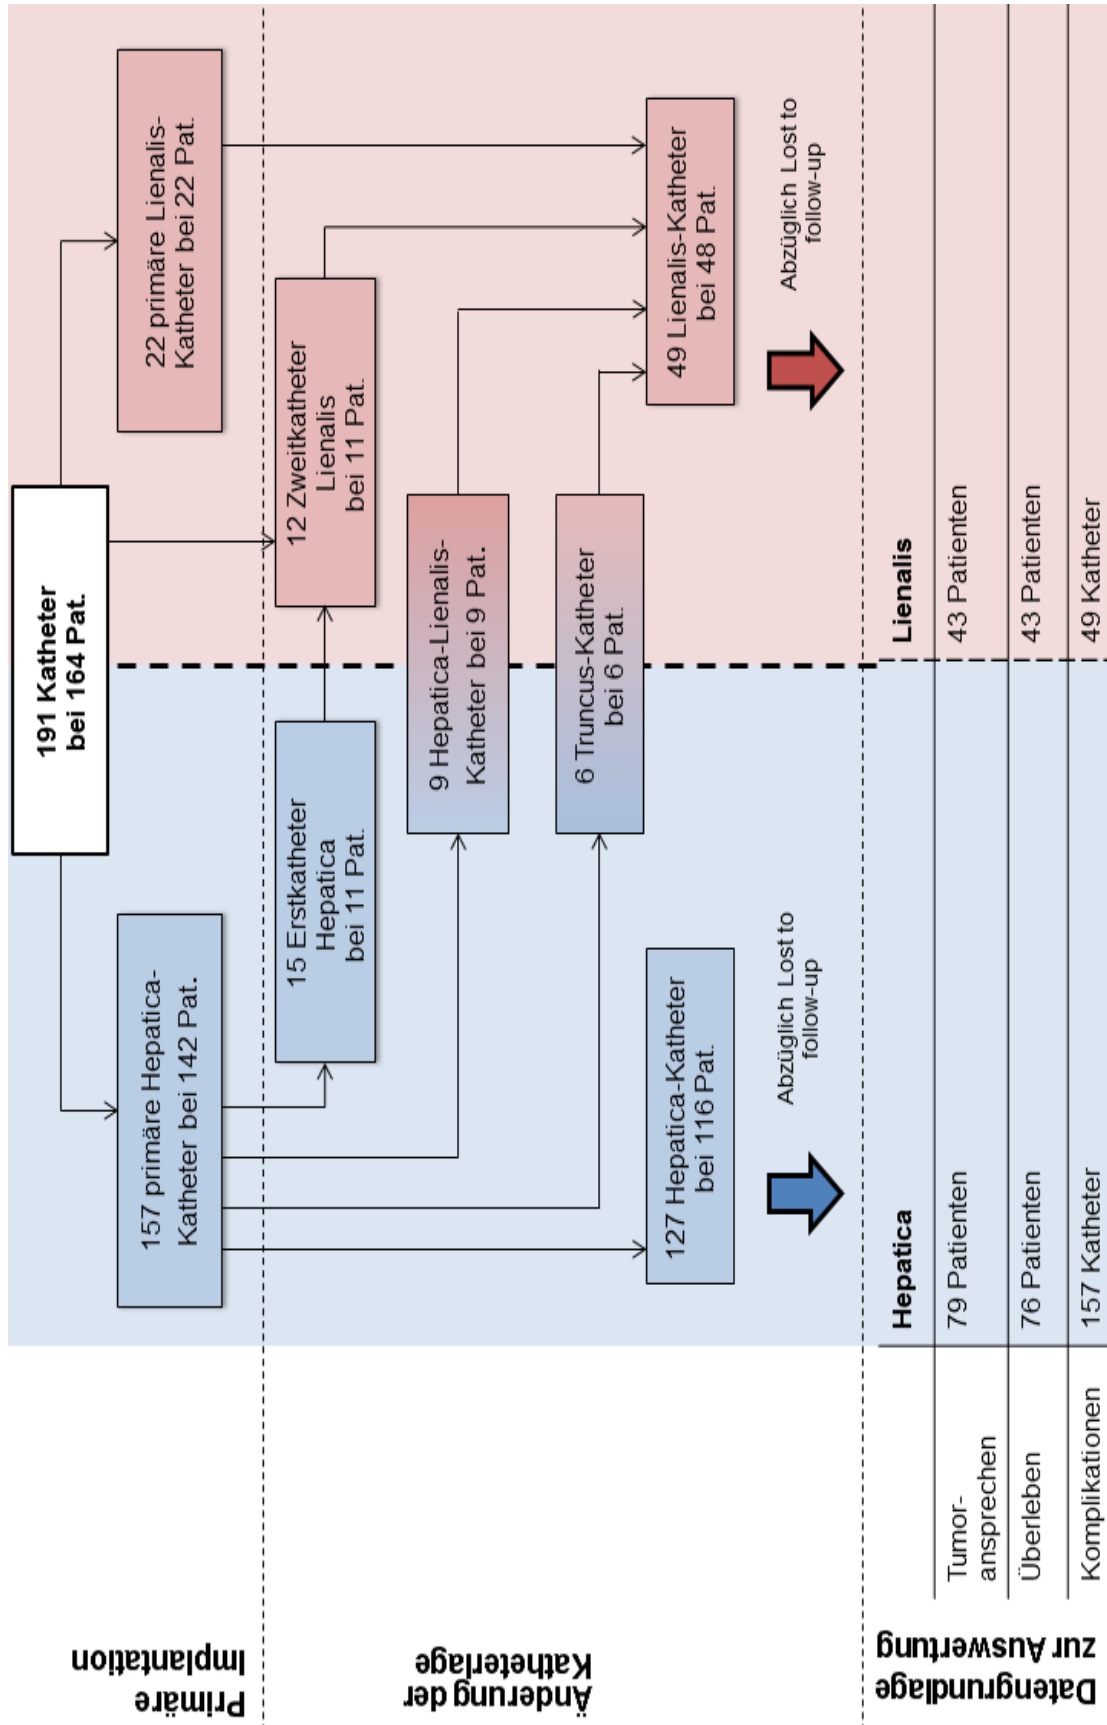 191 Katheter
bei 164 Pat.
Primäre
Implantation
157 primäre Hepatica-
Katheter bei 142 Pat.
22 primäre Lienalis-
Katheter bei 22 Pat.
Änderung der
Katheterlage
15 Erstkatheter
Hepatica
bei 11 Pat.
12 Zweitkatheter
Lienalis
bei 11 Pat.
9 Hepatica-Lienalis-
Katheter bei 9 Pat.
6 Truncus-Katheter
bei 6 Pat.
127 Hepatica-Katheter
bei 116 Pat.
49 Lienalis-Katheter
bei 48 Pat.
Abzüglich Lost to
follow-up
Abzüglich Lost to
follow-up
Datengrundlage
zur Auswertung
Hepatica Lienalis
Tumor-
ansprechen 79 Patienten 43 Patienten
Überleben 76 Patienten 43 Patienten
Komplikationen 157 Katheter 49 Katheter